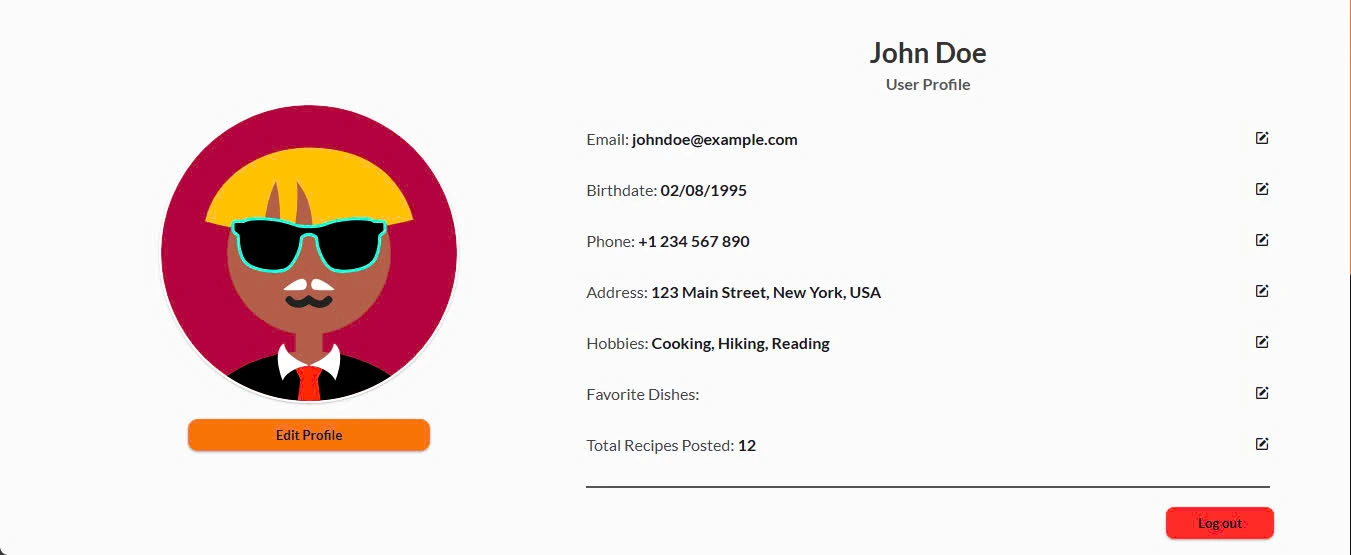 John Doe
User Profile
Email: johndoe@example.com
Birthdate: 02/08/1995
Phone: +1 234 567 890
Address: 123 Main Street, New York, USA
Hobbies: Cooking, Hiking, Reading
Favorite Dishes:
Total Recipes Posted: 12
Edit Profile
Log out